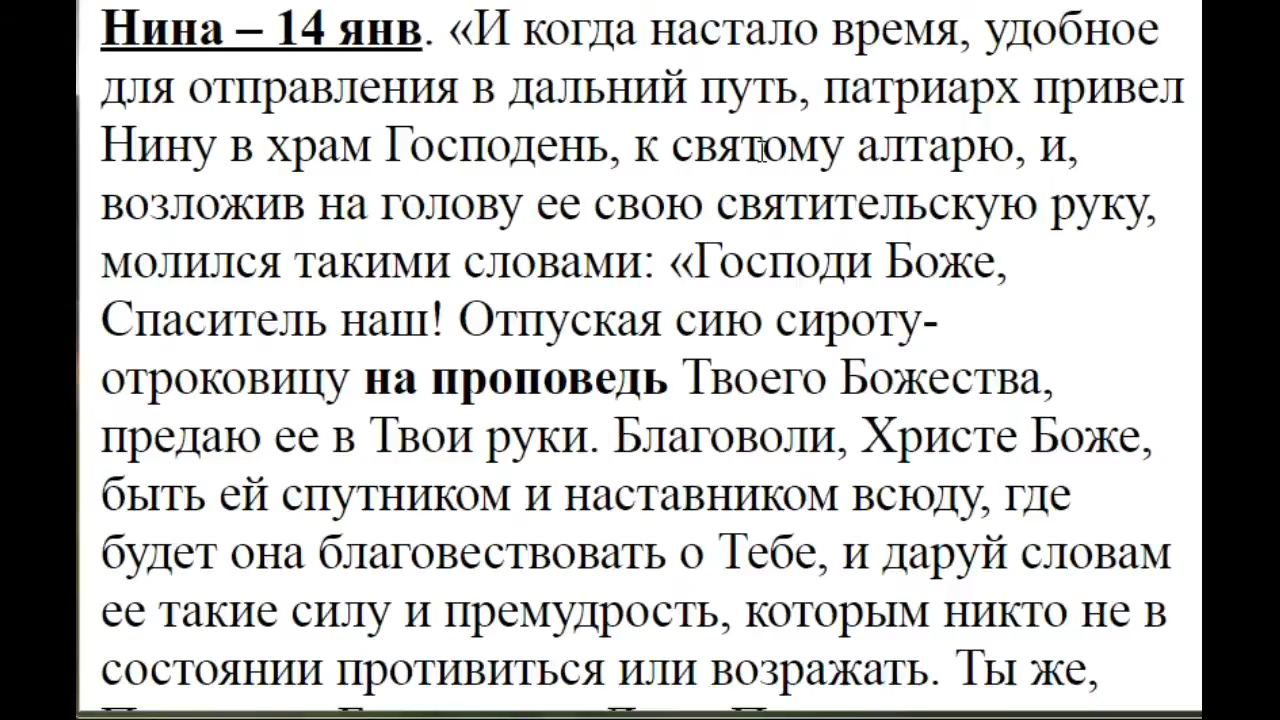 Нина – 14 янв. «И когда настало время, удобное
для отправления в дальний путь, патриарх привел
Нину в храм Господень, к святому алтарю, и,
возложив на голову ее свою святительскую руку,
молился такими словами: «Господи Боже,
Спаситель наш! Отпуская сию сироту-
отроковицу на проповедь Твоего Божества,
предаю ее в Твои руки. Благоволи, Христе Боже,
быть ей спутником и наставником всюду, где
будет она благовествовать о Тебе, и даруй словам
ее такие силу и премудрость, которым никто не в
состоянии противиться или возражать. Ты же,